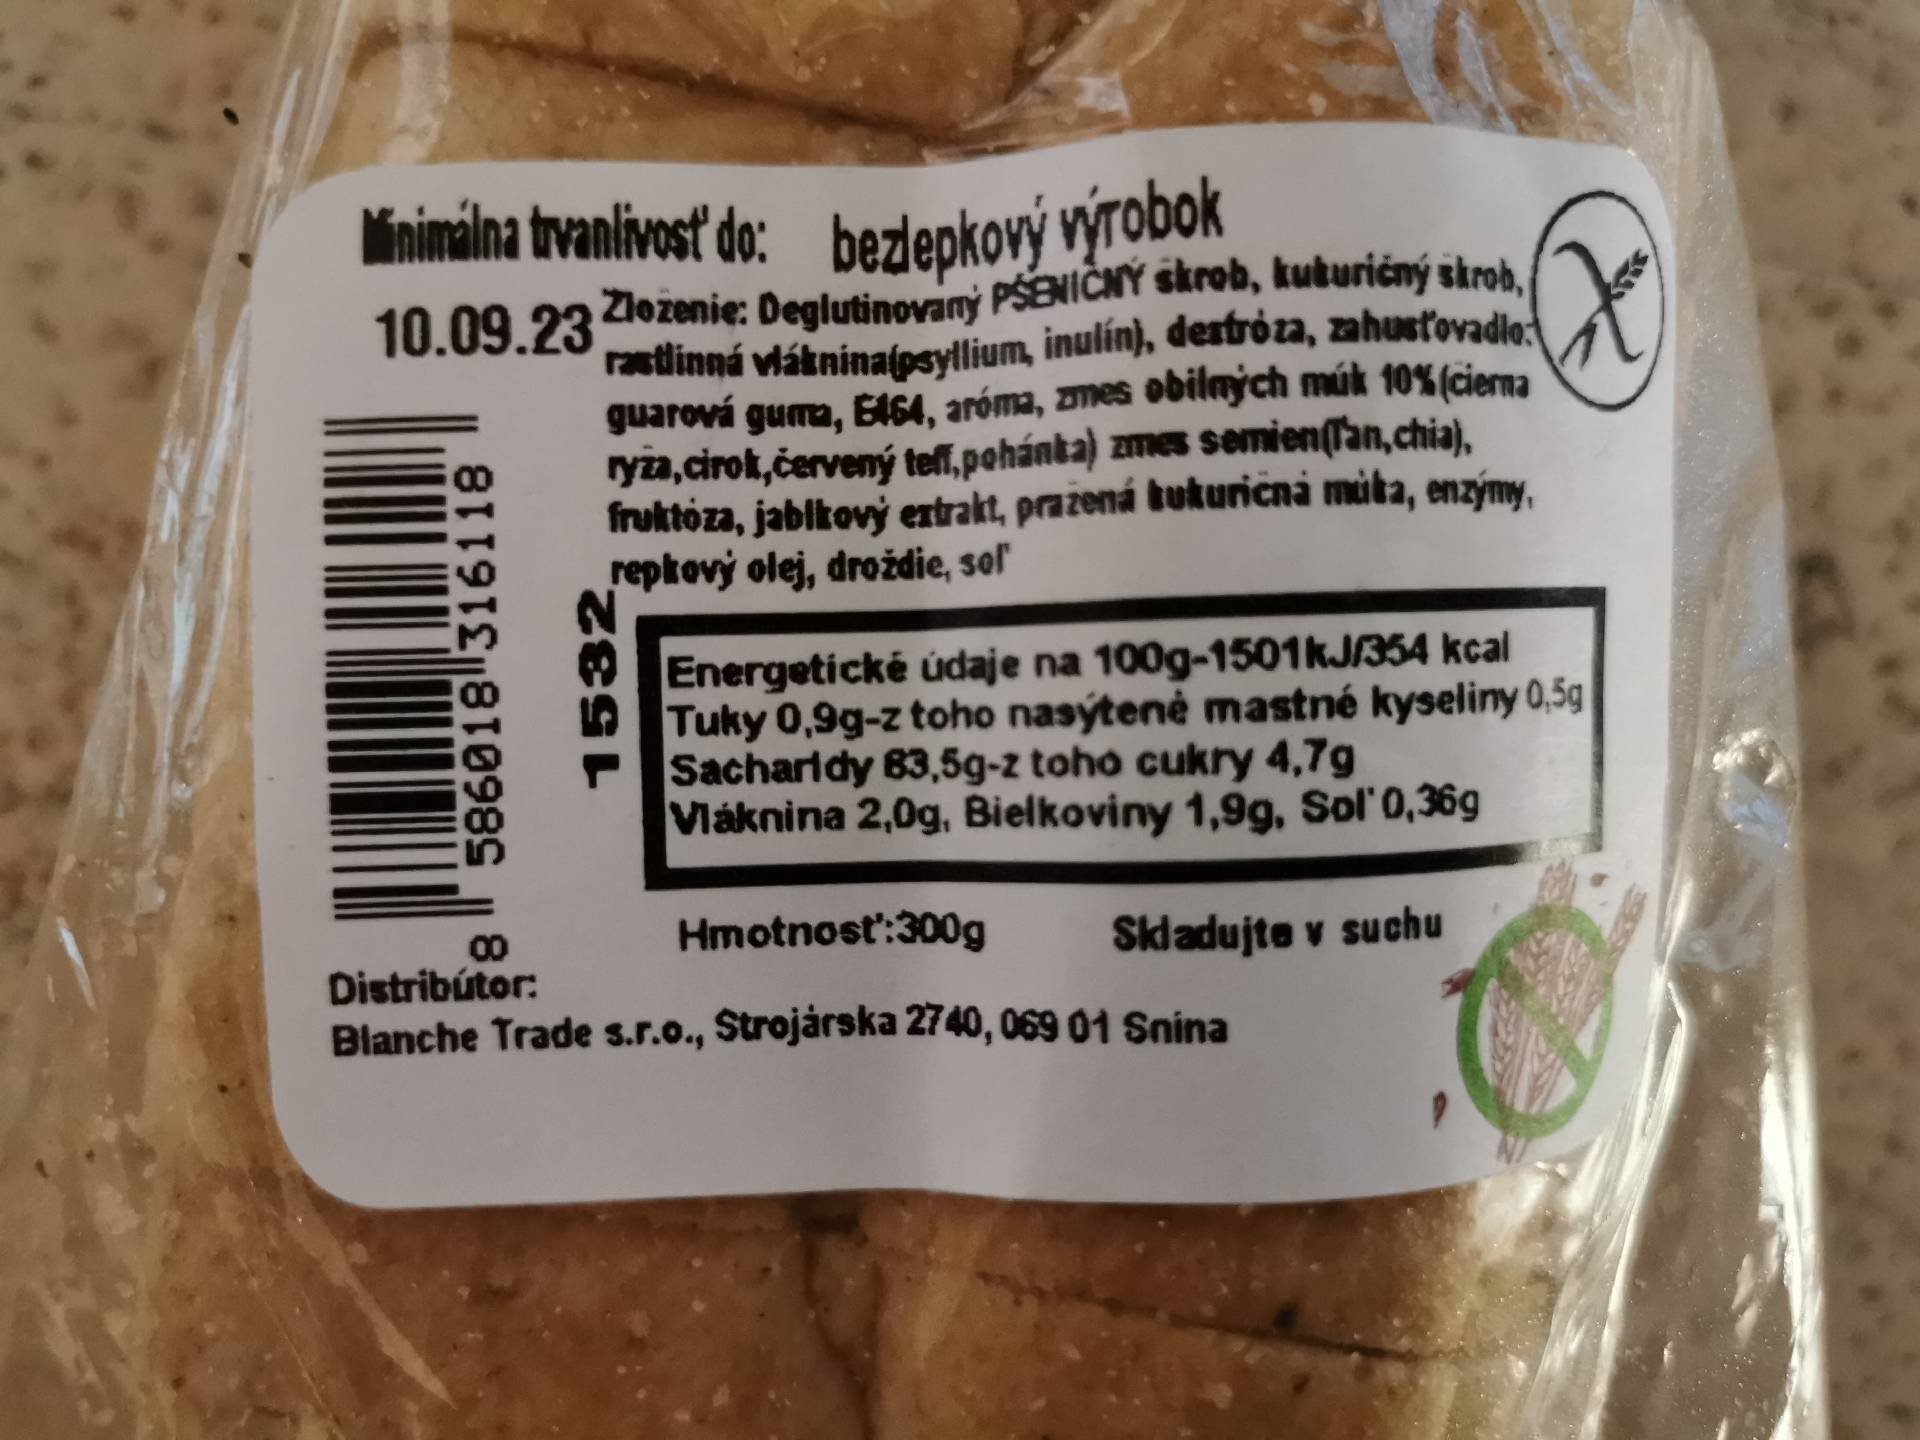 Minimálna trvanlivosť do: bezlepkový výrobok
10.09.23
Zloženie: Deglutinovaný PŠENIČNÝ škrob, kukuričný škrob,
rastlinná vláknina(psyllium, inulín), dextróza, zahusťovadlo:
guarová guma, E464, aróma, zmes obilných múk 10%(čierna
ryža,cirok,červený teff,pohánka) zmes semien(ľan,chia),
fruktóza, jablkový extrakt, pražená kukuričná múka, enzýmy,
repkový olej, droždie, soľ
8 586018 316118
1532
Energetické údaje na 100g-1501kJ/354 kcal
Tuky 0,9g-z toho nasýtené mastné kyseliny 0,5g
Sacharidy 83,5g-z toho cukry 4,7g
Vláknina 2,0g, Bielkoviny 1,9g, Soľ 0,36g
Hmotnosť:300g Skladujte v suchu
Distribútor:
Blanche Trade s.r.o., Strojárska 2740, 069 01 Snina